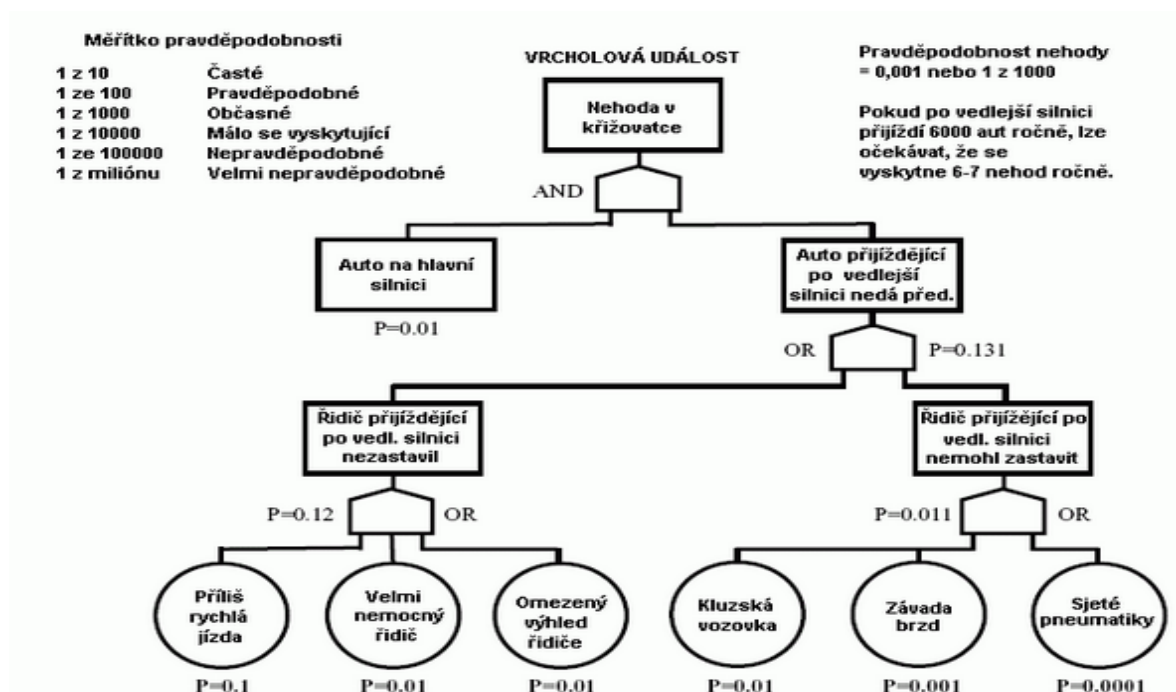 Měřítko pravděpodobnosti
1 z 10 Časté
1 ze 100 Pravděpodobné
1 z 1000 Občasné
1 z 10000 Málo se vyskytující
1 ze 100000 Nepravděpodobné
1 z miliónu Velmi nepravděpodobné
VRCHOLOVÁ UDÁLOST
Nehoda v
křižovatce
Pravděpodobnost nehody
= 0,001 nebo 1 z 1000
Pokud po vedlejší silnici
přijíždí 6000 aut ročně, lze
očekávat, že se
vyskytne 6-7 nehod ročně.
AND
Auto na hlavní
silnici
P=0.01
Auto přijíždějící
po vedlejší
silnici nedá před.
OR P=0.131
Řidič přijíždějící
po vedl. silnici
nezastavil
Řidič přijížějící po
vedl. silnici
nemohl zastavit
P=0.12 OR
P=0.011 OR
Příliš
rychlá
jízda
Velmi
nemocný
řidič
Omezený
výhled
řidiče
Kluzská
vozovka
Závada
brzd
Sjeté
pneumatiky
P=0.1 P=0.01 P=0.01 P=0.01 P=0.001 P=0.0001